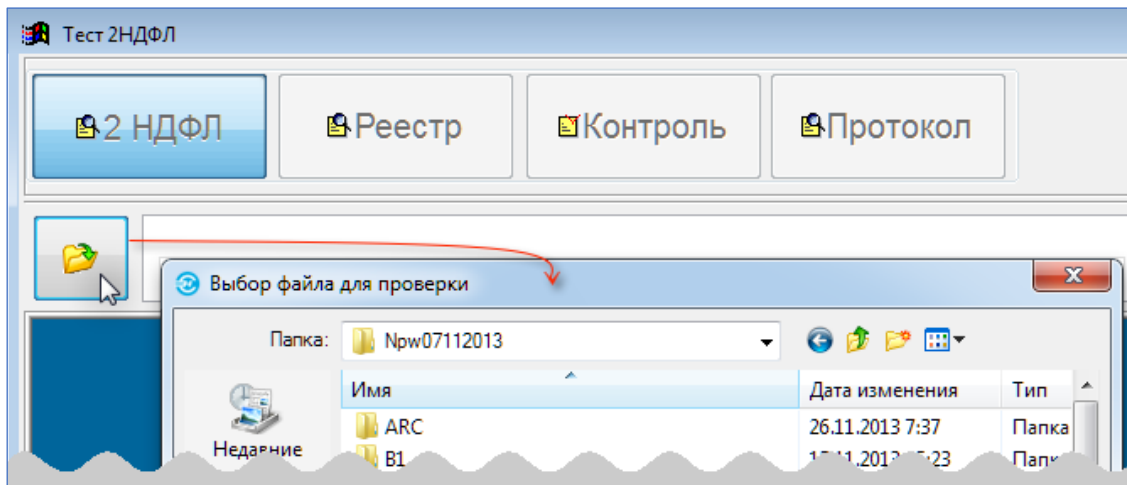 Тест 2НДФЛ
2 НДФЛ Реестр Контроль Протокол
Выбор файла для проверки
Папка: Npw07112013
Имя Дата изменения Тип
ARC 26.11.2013 7:37 Папка
Недавние
B1